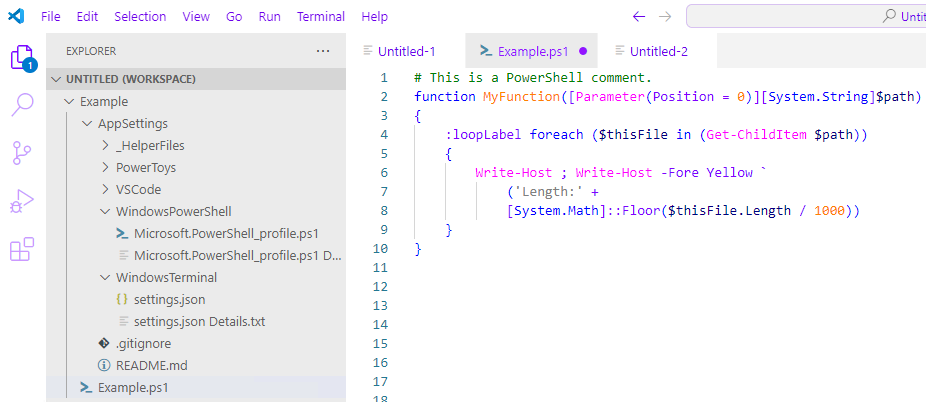 File Edit Selection View Go Run Terminal Help Untit
EXPLORER ···
1
UNTITLED (WORKSPACE)
Example
AppSettings
_HelperFiles
PowerToys
VSCode
WindowsPowerShell
Microsoft.PowerShell_profile.ps1
Microsoft.PowerShell_profile.ps1 D...
WindowsTerminal
{} settings.json
settings.json Details.txt
.gitignore
README.md
Example.ps1
Untitled-1 Example.ps1 Untitled-2
1 # This is a PowerShell comment.
2 function MyFunction([Parameter(Position = 0)][System.String]$path)
3 {
4 :loopLabel foreach ($thisFile in (Get-ChildItem $path))
5 {
6 Write-Host ; Write-Host -Fore Yellow `
7 ('Length:' +
8 [System.Math]::Floor($thisFile.Length / 1000))
9 }
10 }
11
12
13
14
15
16
17
18